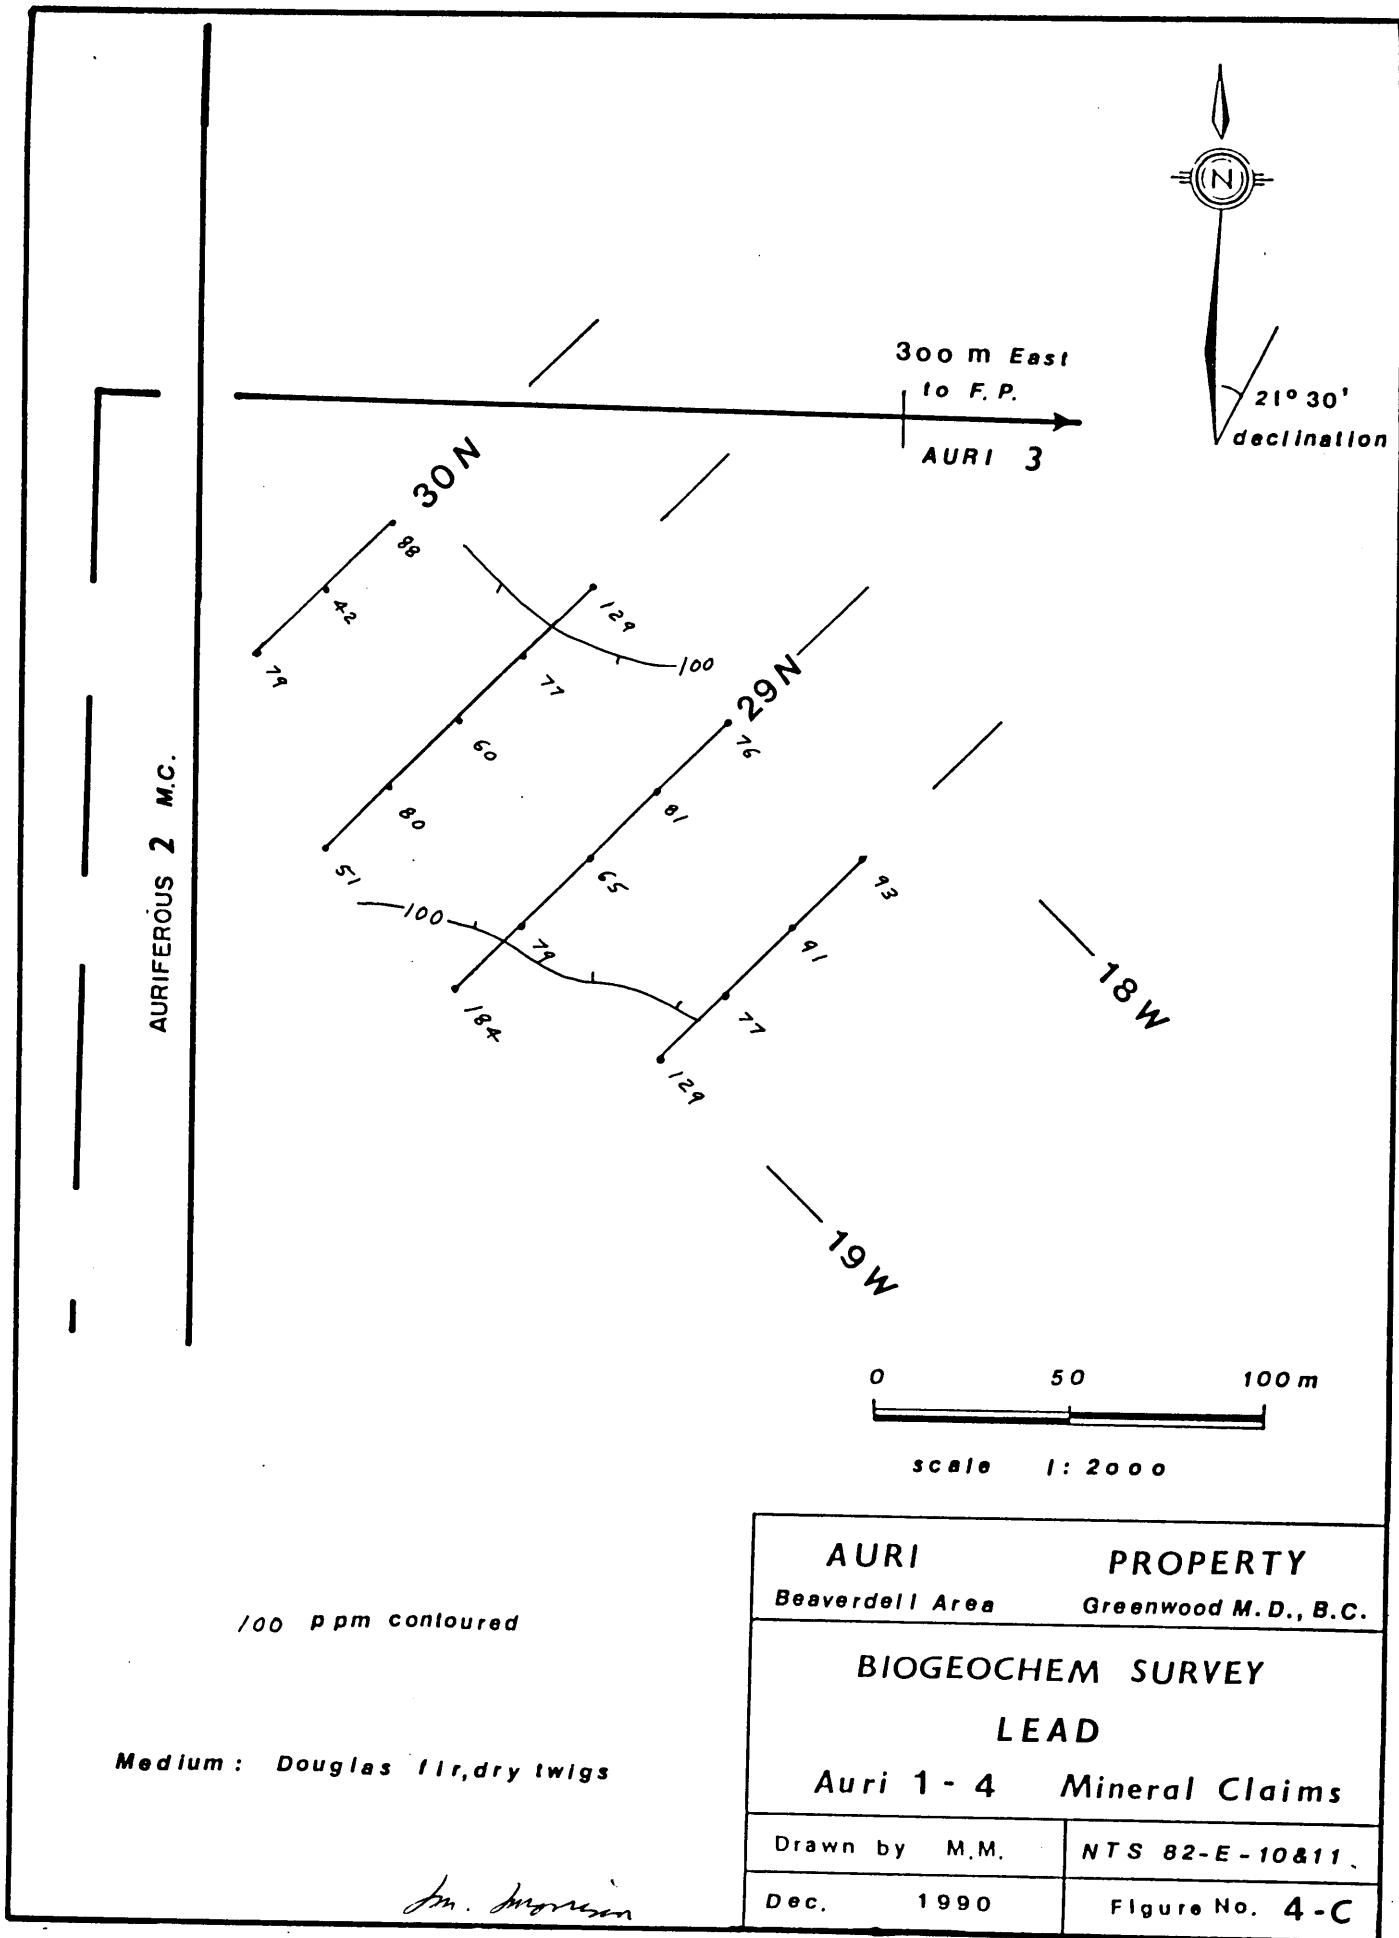 N
300 m East
to F.P.
21° 30'
declination
AURI 3
30N
88
42
79
129
77
60
80
51
100
29N
76
81
65
79
184
100
93
91
77
129
18W
19W
AURIFEROUS 2 M.C.
0 50 100 m
scale 1: 2000
AURI PROPERTY
Beaverdell Area Greenwood M.D., B.C.
100 ppm contoured
BIOGEOCHEM SURVEY
LEAD
Medium: Douglas fir, dry twigs
Auri 1 - 4 Mineral Claims
Drawn by M.M.
NTS 82-E-10&11.
Dec. 1990
Figure No. 4-C